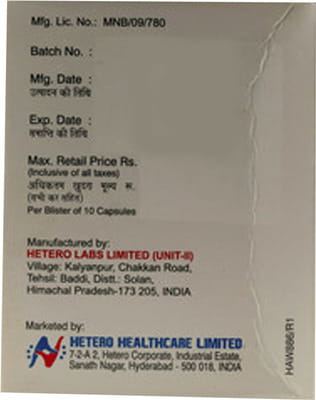 Mfg. Lic. No.: MNB/09/780
Batch No. :
Mfg. Date :
उत्पादन की तिथि
Exp. Date :
समाप्ति की तिथि
Max. Retail Price Rs.
(Inclusive of all taxes)
अधिकतम खुदरा मूल्य रू.
(सभी कर सहित)
Per Blister of 10 Capsules
Manufactured by:
HETERO LABS LIMITED (UNIT-II)
Village: Kalyanpur, Chakkan Road,
Tehsil: Baddi, Distt.: Solan,
Himachal Pradesh-173 205, INDIA
Marketed by:
HETERO HEALTHCARE LIMITED
7-2-A 2, Hetero Corporate, Industrial Estate,
Sanath Nagar, Hyderabad - 500 018, INDIA
HAW886/R1